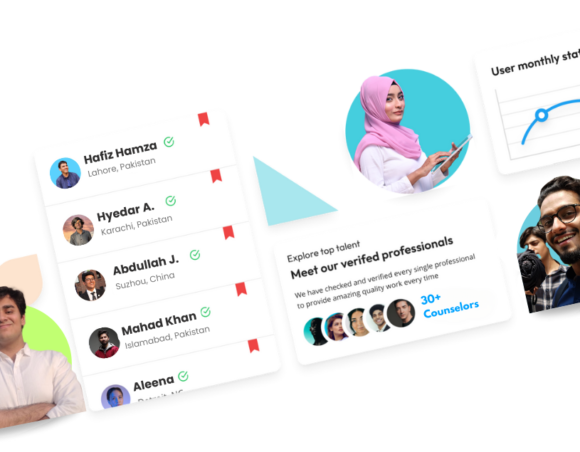 Hafiz Hamza
Lahore, Pakistan
Hyedar A.
Karachi, Pakistan
Abdullah J.
Suzhou, China
Mahad Khan
Islamabad, Pakistan
Aleena
Explore top talent
Meet our verifed professionals
We have checked and verified every single professional
to provide amazing quality work every time
30+
Counselors
User monthly